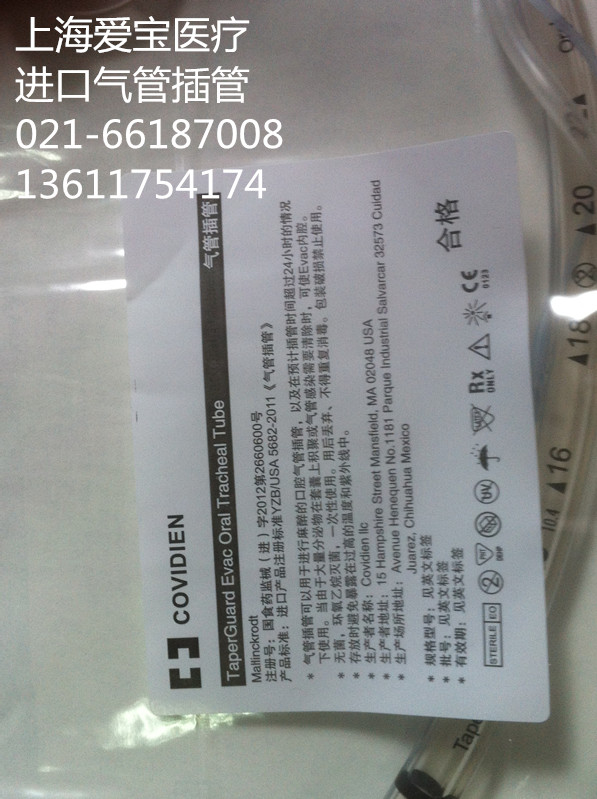 上海爱宝医疗
进口气管插管
021-66187008
13611754174
COVIDIEN
TaperGuard Evac Oral Tracheal Tube
气管插管
Mallinckrodt
注册号：国食药监械（进）字2012第2660600号
产品标准：进口产品注册标准YZB/USA 5682-2011《气管插管》
* 气管插管可以用于进行麻醉的口腔气管插管，以及在预计插管时间超过24小时的情况
下使用。当由于大量分泌物在套囊上积聚或气管感染需要清除时，可使Evac内腔。
* 无菌，环氧乙烷灭菌，一次性使用。用后丢弃、不得重复消毒。包装破损禁止使用。
* 存放时避免暴露在过高的温度和紫外线中。
* 生产者名称：Covidien llc
* 生产者地址：15 Hampshire Street Mansfield, MA 02048 USA
* 生产场所地址：Avenue Henequen No.1181 Parque Industrial Salvarcar 32573 Cuidad
Juarez, Chihuahua Mexico
* 规格型号：见英文标签
* 批号：见英文标签
* 有效期：见英文标签
合格
STERILE EO
2
PHT
DEHP
UV
Rx
ONLY
CE
0123
Or
22
20
2
18
16
10.4
Tape